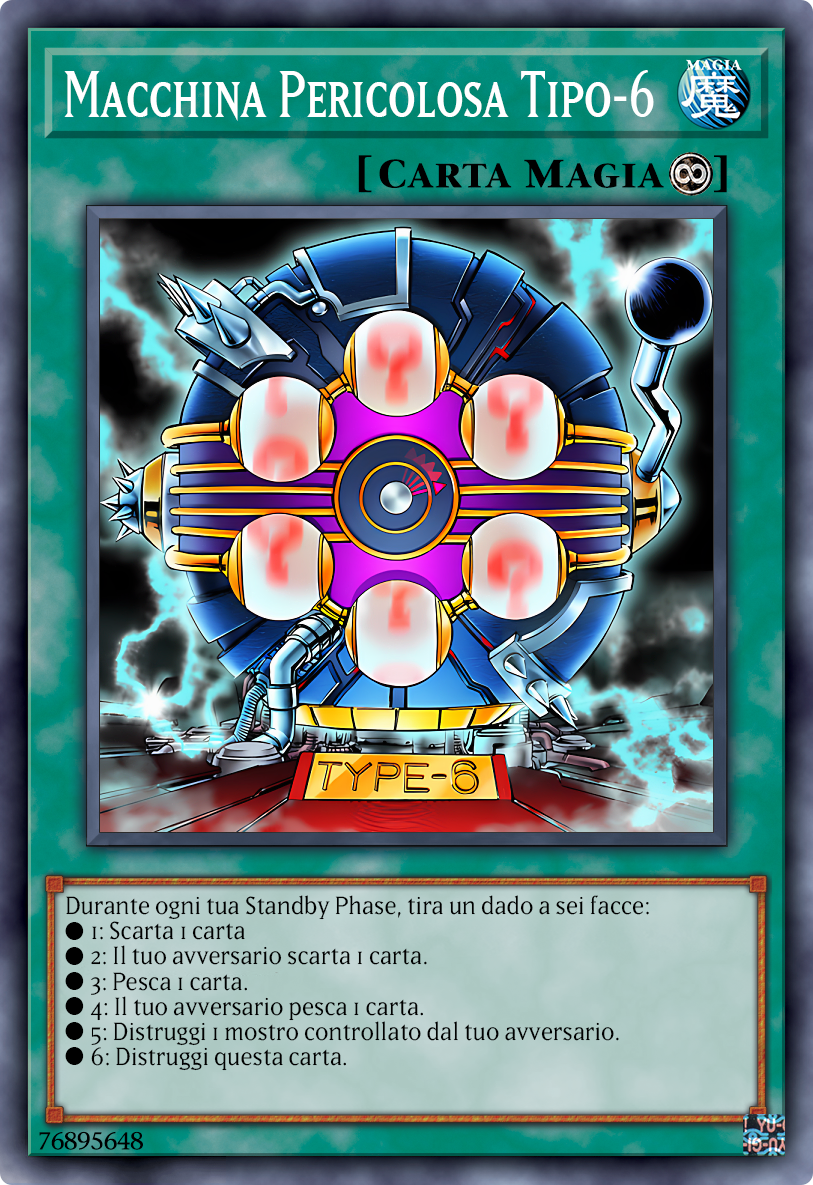 Macchina Pericolosa Tipo-6
MAGIA
魔
[Carta Magia]
TYPE-6
Durante ogni tua Standby Phase, tira un dado a sei facce:
● 1: Scarta 1 carta
● 2: Il tuo avversario scarta 1 carta.
● 3: Pesca 1 carta.
● 4: Il tuo avversario pesca 1 carta.
● 5: Distruggi 1 mostro controllato dal tuo avversario.
● 6: Distruggi questa carta.
76895648